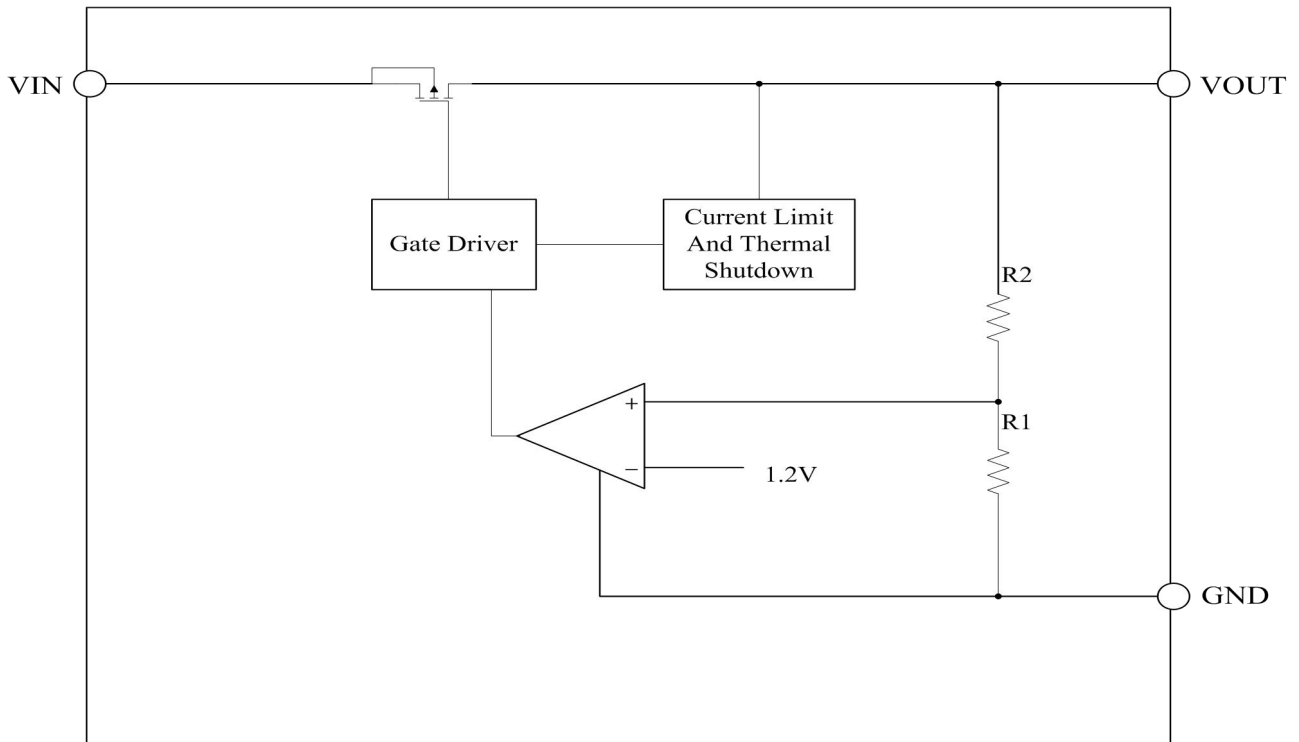 VIN
VOUT
Gate Driver
Current Limit
And Thermal
Shutdown
R2
+
R1
−
1.2V
GND